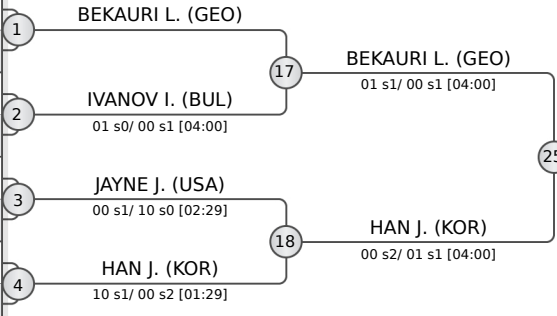 BEKAURI L. (GEO)
1
17
BEKAURI L. (GEO)
01 s1/ 00 s1 [04:00]
IVANOV I. (BUL)
2
01 s0/ 00 s1 [04:00]
25
JAYNE J. (USA)
3
00 s1/ 10 s0 [02:29]
18
HAN J. (KOR)
00 s2/ 01 s1 [04:00]
HAN J. (KOR)
4
10 s1/ 00 s2 [01:29]